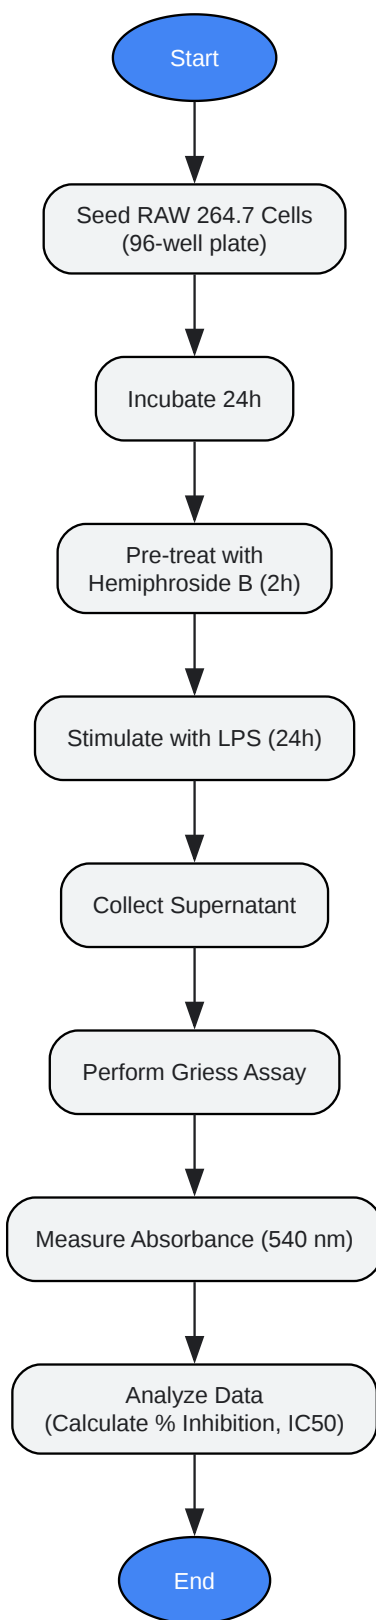 Start
Seed RAW 264.7 Cells
(96-well plate)
Incubate 24h
Pre-treat with
Hemiphroside B (2h)
Stimulate with LPS (24h)
Collect Supernatant
Perform Griess Assay
Measure Absorbance (540 nm)
Analyze Data
(Calculate % Inhibition, IC50)
End